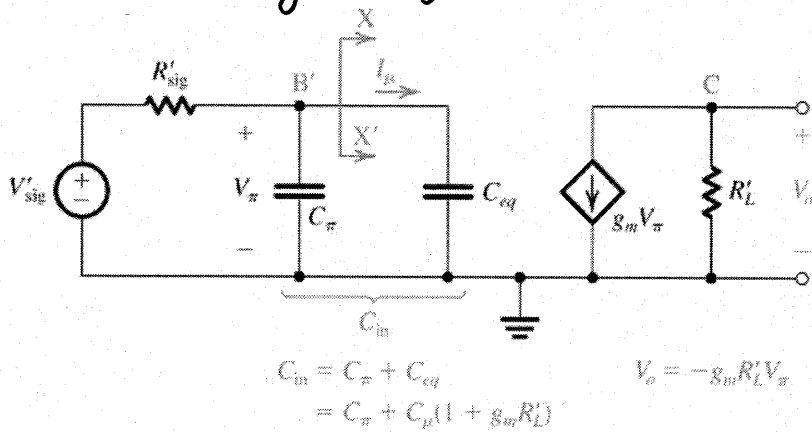 X
R'sig
B'
Iμ
C
X'
+
+
V'sig
+
−
Vπ
Cπ
Ceq
gmVπ
R'L
Vo
−
−
Cin
Cin = Cπ + Ceq
Vo = −gmR'LVπ
= Cπ + Cμ(1 + gmR'L)